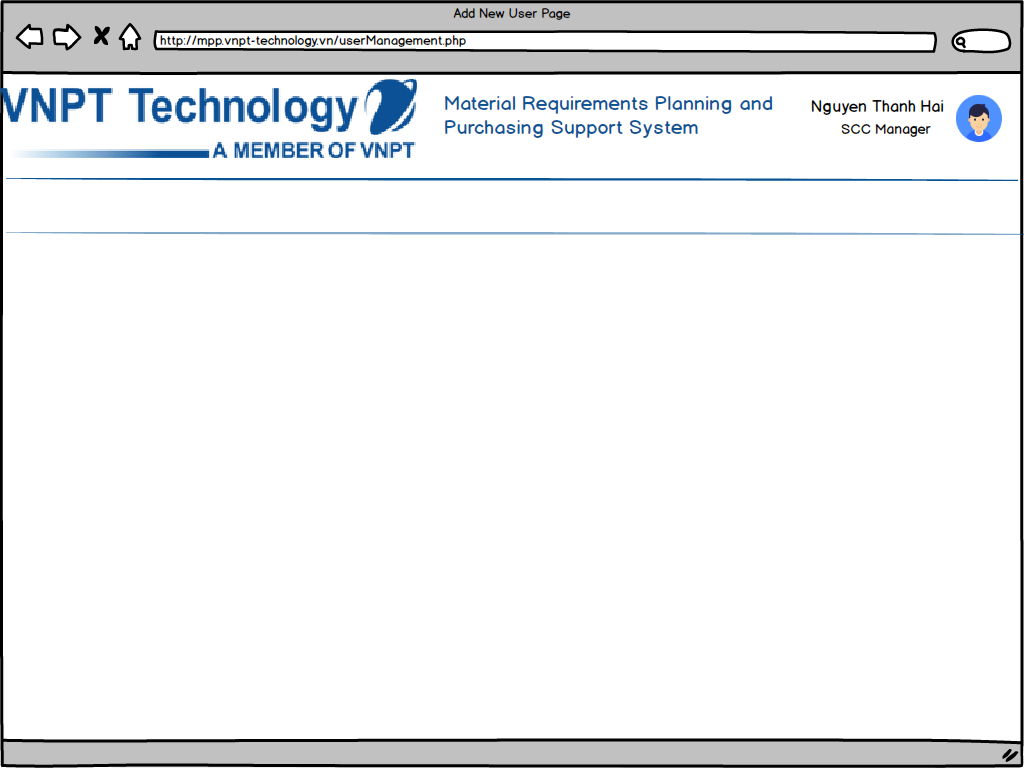 Add New User Page
http://mpp.vnpt-technology.vn/userManagement.php
VNPT Technology
A MEMBER OF VNPT
Material Requirements Planning and
Purchasing Support System
Nguyen Thanh Hai
SCC Manager